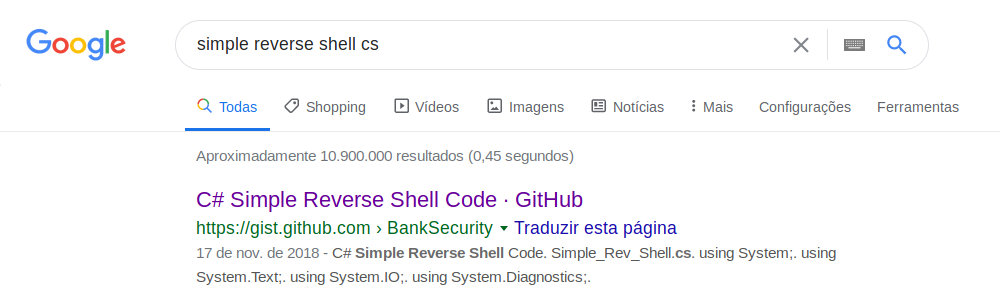 Google
simple reverse shell cs
Todas Shopping Vídeos Imagens Notícias Mais Configurações Ferramentas
Aproximadamente 10.900.000 resultados (0,45 segundos)
C# Simple Reverse Shell Code · GitHub
https://gist.github.com › BankSecurity Traduzir esta página
17 de nov. de 2018 - C# Simple Reverse Shell Code. Simple_Rev_Shell.cs. using System;. using
System.Text;. using System.IO;. using System.Diagnostics;.